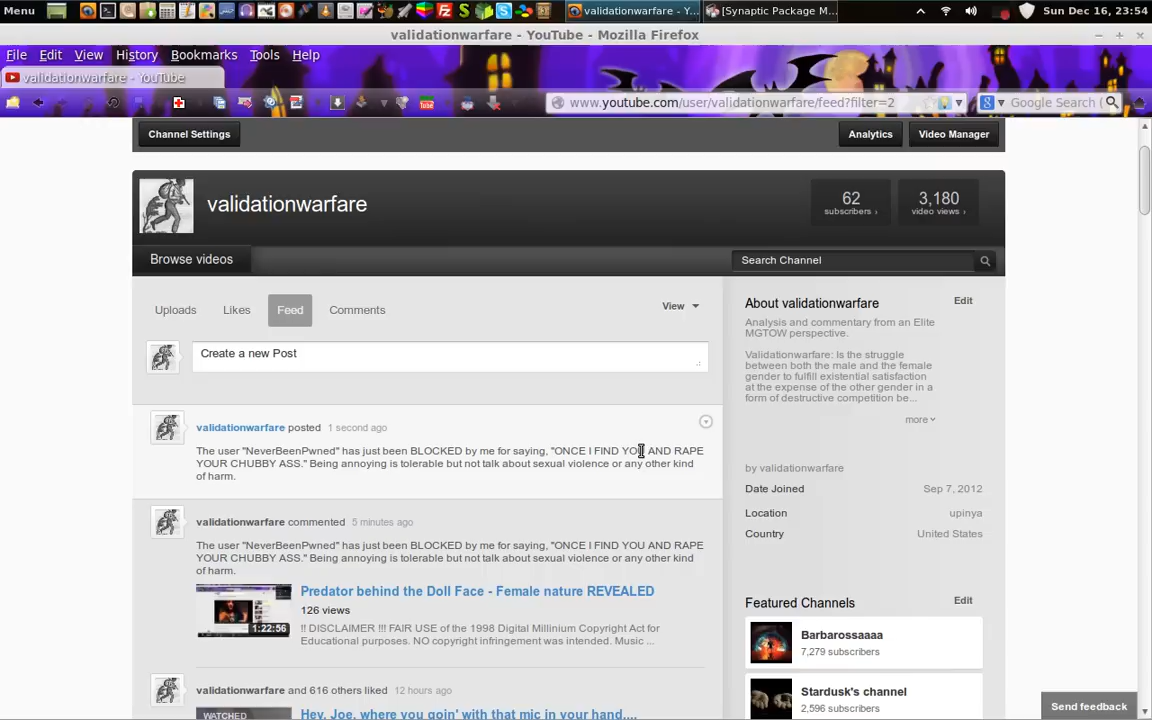 Menu
validationwarfare - Y...
[Synaptic Package M...
Sun Dec 16, 23:54
validationwarfare - YouTube - Mozilla Firefox
File Edit View History Bookmarks Tools Help
validationwarfare - YouTube
www.youtube.com/user/validationwarfare/feed?filter=2
Google Search (
Channel Settings
Analytics
Video Manager
validationwarfare
62
subscribers ›
3,180
video views ›
Browse videos
Search Channel
Uploads Likes Feed Comments
View
Create a new Post
validationwarfare posted 1 second ago
The user "NeverBeenPwned" has just been BLOCKED by me for saying, "ONCE I FIND YOU AND RAPE
YOUR CHUBBY ASS." Being annoying is tolerable but not talk about sexual violence or any other kind
of harm.
validationwarfare commented 5 minutes ago
The user "NeverBeenPwned" has just been BLOCKED by me for saying, "ONCE I FIND YOU AND RAPE
YOUR CHUBBY ASS." Being annoying is tolerable but not talk about sexual violence or any other kind
of harm.
1:22:56
Predator behind the Doll Face - Female nature REVEALED
126 views
!! DISCLAIMER !!! FAIR USE of the 1998 Digital Millinium Copyright Act for
Educational purposes. NO copyright infringement was intended. Music ...
validationwarfare and 616 others liked 12 hours ago
WATCHED
Hey, Joe, where you goin' with that mic in your hand....
About validationwarfare
Edit
Analysis and commentary from an Elite
MGTOW perspective.
Validationwarfare: Is the struggle
between both the male and the female
gender to fulfill existential satisfaction
at the expense of the other gender in a
form of destructive competition be...
more
by validationwarfare
Date Joined Sep 7, 2012
Location upinya
Country United States
Featured Channels
Edit
Barbarossaaaa
7,279 subscribers
Stardusk's channel
2,596 subscribers
Send feedback